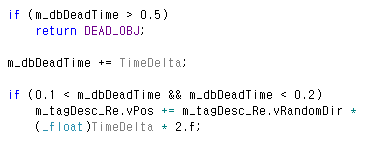 if (m_dbDeadTime > 0.5)
return DEAD_OBJ;
m_dbDeadTime += TimeDelta;
if (0.1 < m_dbDeadTime && m_dbDeadTime < 0.2)
m_tagDesc_Re.vPos += m_tagDesc_Re.vRandomDir *
(_float)TimeDelta * 2.f;